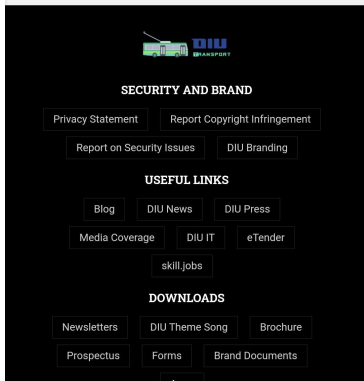 DIU
TRANSPORT
SECURITY AND BRAND
Privacy Statement Report Copyright Infringement
Report on Security Issues DIU Branding
USEFUL LINKS
Blog DIU News DIU Press
Media Coverage DIU IT eTender
skill.jobs
DOWNLOADS
Newsletters DIU Theme Song Brochure
Prospectus Forms Brand Documents